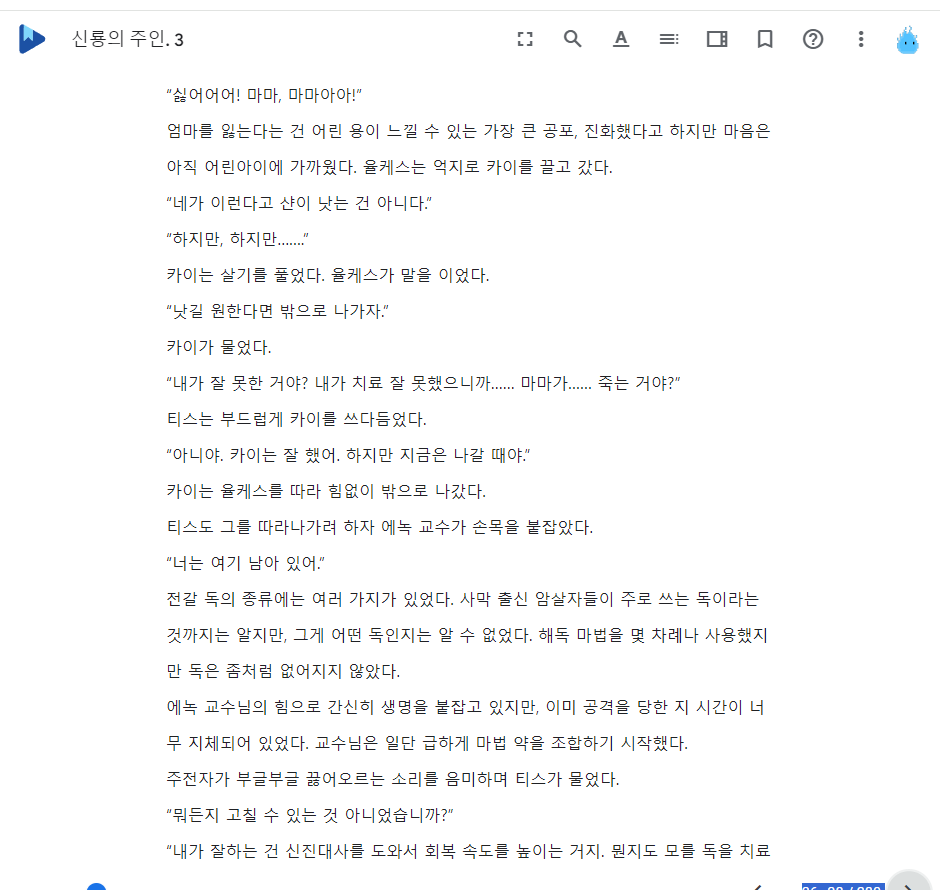 신룡의 주인. 3
“싫어어어! 마마, 마마아아!”
엄마를 잃는다는 건 어린 용이 느낄 수 있는 가장 큰 공포, 진화했다고 하지만 마음은
아직 어린아이에 가까웠다. 율케스는 억지로 카이를 끌고 갔다.
“네가 이런다고 샨이 낫는 건 아니다.”
“하지만, 하지만…….”
카이는 살기를 풀었다. 율케스가 말을 이었다.
“낫길 원한다면 밖으로 나가자.”
카이가 물었다.
“내가 잘 못한 거야? 내가 치료 잘 못했으니까…… 마마가…… 죽는 거야?”
티스는 부드럽게 카이를 쓰다듬었다.
“아니야. 카이는 잘 했어. 하지만 지금은 나갈 때야.”
카이는 율케스를 따라 힘없이 밖으로 나갔다.
티스도 그를 따라나가려 하자 에녹 교수가 손목을 붙잡았다.
“너는 여기 남아 있어.”
전갈 독의 종류에는 여러 가지가 있었다. 사막 출신 암살자들이 주로 쓰는 독이라는
것까지는 알지만, 그게 어떤 독인지는 알 수 없었다. 해독 마법을 몇 차례나 사용했지
만 독은 좀처럼 없어지지 않았다.
에녹 교수님의 힘으로 간신히 생명을 붙잡고 있지만, 이미 공격을 당한 지 시간이 너
무 지체되어 있었다. 교수님은 일단 급하게 마법 약을 조합하기 시작했다.
주전자가 부글부글 끓어오르는 소리를 음미하며 티스가 물었다.
“뭐든지 고칠 수 있는 것 아니었습니까?”
“내가 잘하는 건 신진대사를 도와서 회복 속도를 높이는 거지. 뭔지도 모를 독을 치료